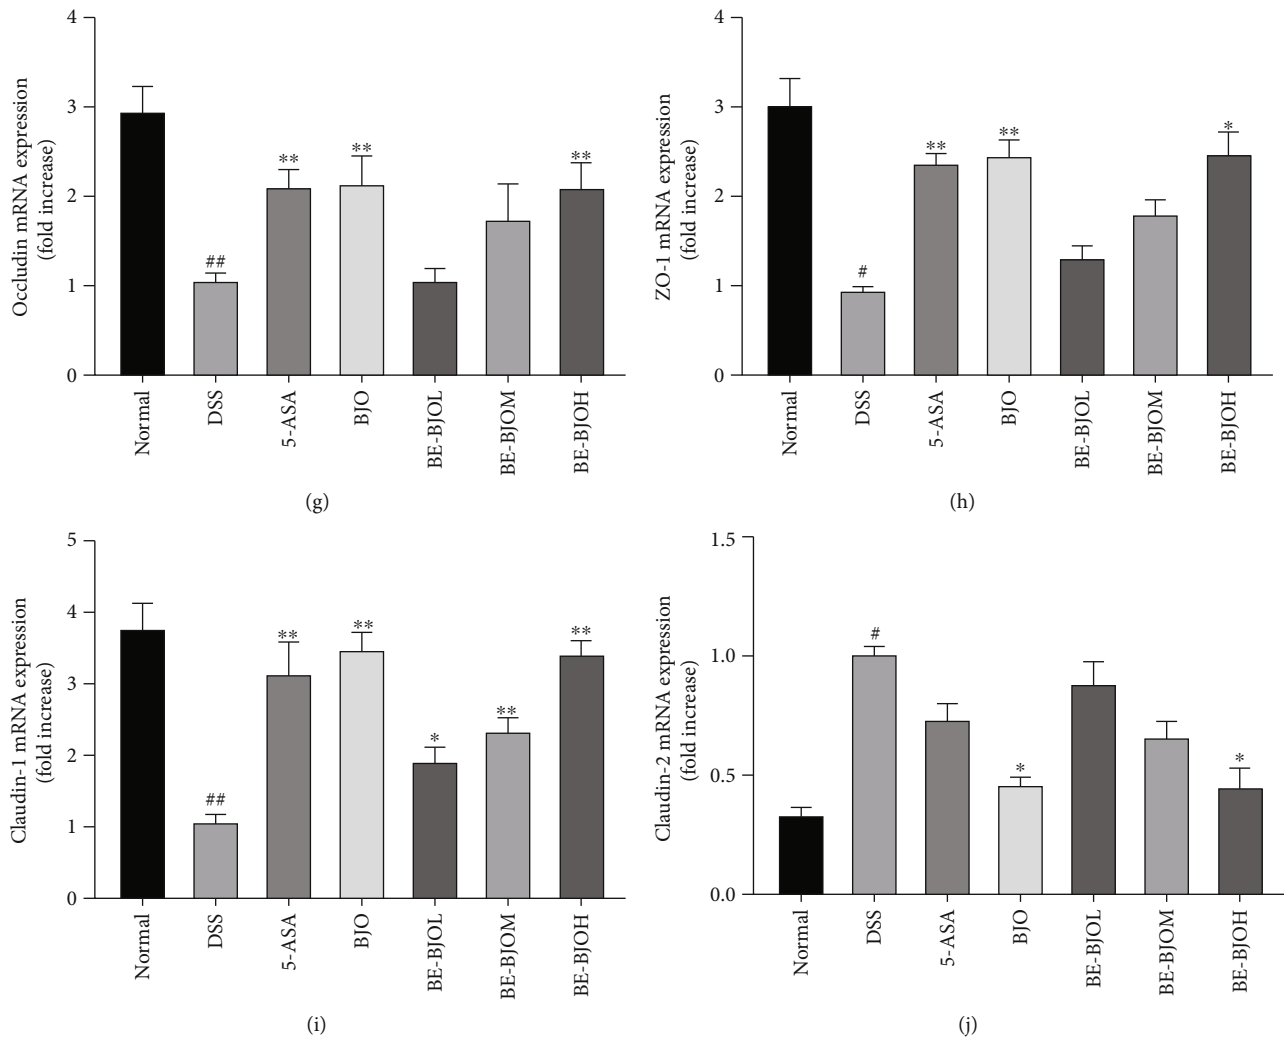 Occludin mRNA expression
(fold increase)
4
3
2
1
0
##
**
**
**
Normal
DSS
5-ASA
BJO
BE-BJOL
BE-BJOM
BE-BJOH
(g)
ZO-1 mRNA expression
(fold increase)
4
3
2
1
0
#
**
**
*
Normal
DSS
5-ASA
BJO
BE-BJOL
BE-BJOM
BE-BJOH
(h)
Claudin-1 mRNA expression
(fold increase)
5
4
3
2
1
0
##
**
**
*
**
**
Normal
DSS
5-ASA
BJO
BE-BJOL
BE-BJOM
BE-BJOH
(i)
Claudin-2 mRNA expression
(fold increase)
1.5
1.0
0.5
0.0
#
*
*
Normal
DSS
5-ASA
BJO
BE-BJOL
BE-BJOM
BE-BJOH
(j)